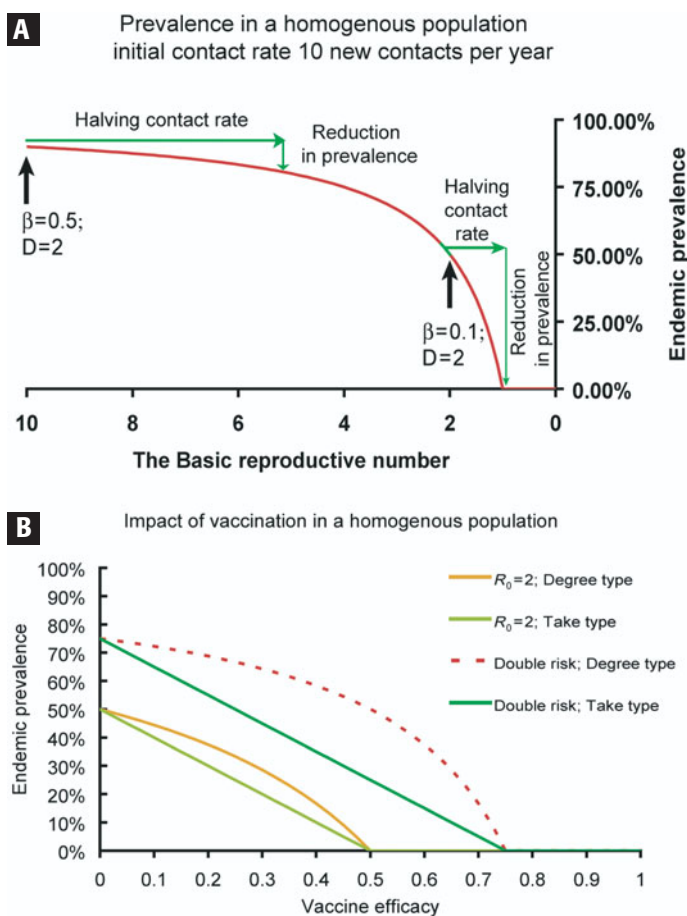 A
Prevalence in a homogenous population
initial contact rate 10 new contacts per year
Halving contact rate
Reduction
in prevalence
Halving
contact
rate
Reduction
in prevalence
β=0.5;
D=2
β=0.1;
D=2
100.00%
75.00%
50.00%
25.00%
0.00%
Endemic prevalence
10 8 6 4 2 0
The Basic reproductive number
B
Impact of vaccination in a homogenous population
100%
90%
80%
70%
60%
50%
40%
30%
20%
10%
0%
Endemic prevalence
R₀=2; Degree type
R₀=2; Take type
Double risk; Degree type
Double risk; Take type
0 0.1 0.2 0.3 0.4 0.5 0.6 0.7 0.8 0.9 1
Vaccine efficacy